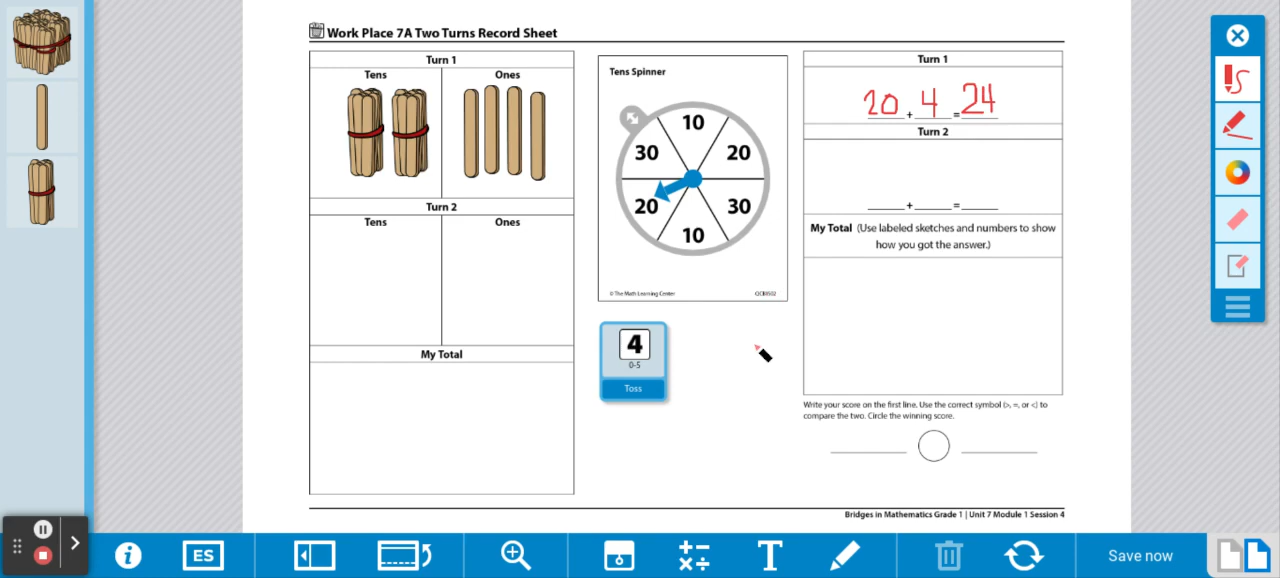 Work Place 7A Two Turns Record Sheet
Turn 1
Tens Ones
Turn 2
Tens Ones
My Total
Tens Spinner
10
30 20
20 30
10
© The Math Learning Center QCB9502
4
0-5
Toss
Turn 1
20 + 4 = 24
Turn 2
+ =
My Total (Use labeled sketches and numbers to show
how you got the answer.)
Write your score on the first line. Use the correct symbol (>, =, or <) to
compare the two. Circle the winning score.
Bridges in Mathematics Grade 1 | Unit 7 Module 1 Session 4
ES
Save now